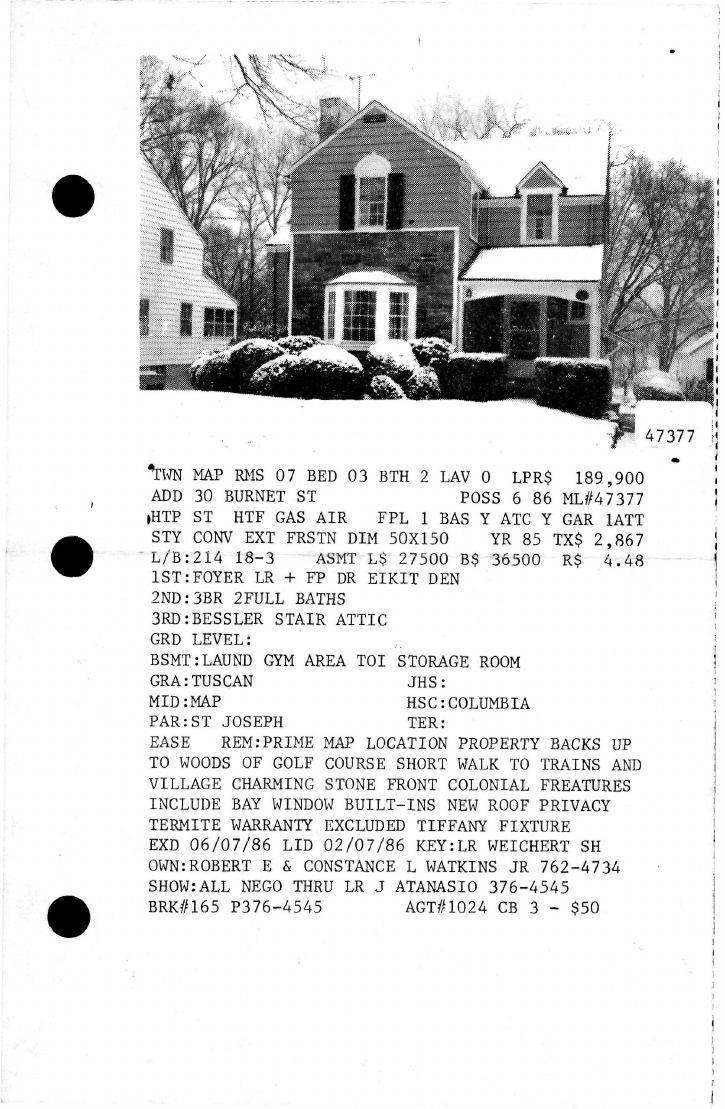 47377
TWN MAP RMS 07 BED 03 BTH 2 LAV 0 LPR$ 189,900
ADD 30 BURNET ST POSS 6 86 ML#47377
HTP ST HTF GAS AIR FPL 1 BAS Y ATC Y GAR 1ATT
STY CONV EXT FRSTN DIM 50X150 YR 85 TX$ 2,867
L/B:214 18-3 ASMT L$ 27500 B$ 36500 R$ 4.48
1ST:FOYER LR + FP DR EIKIT DEN
2ND:3BR 2FULL BATHS
3RD:BESSLER STAIR ATTIC
GRD LEVEL:
BSMT:LAUND GYM AREA TOI STORAGE ROOM
GRA:TUSCAN JHS:
MID:MAP HSC:COLUMBIA
PAR:ST JOSEPH TER:
EASE REM:PRIME MAP LOCATION PROPERTY BACKS UP
TO WOODS OF GOLF COURSE SHORT WALK TO TRAINS AND
VILLAGE CHARMING STONE FRONT COLONIAL FREATURES
INCLUDE BAY WINDOW BUILT-INS NEW ROOF PRIVACY
TERMITE WARRANTY EXCLUDED TIFFANY FIXTURE
EXD 06/07/86 LID 02/07/86 KEY:LR WEICHERT SH
OWN:ROBERT E & CONSTANCE L WATKINS JR 762-4734
SHOW:ALL NEGO THRU LR J ATANASIO 376-4545
BRK#165 P376-4545 AGT#1024 CB 3 - $50